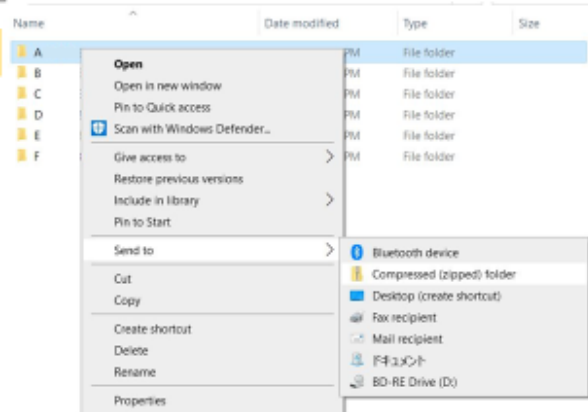 Name Date modified Type Size
A PM File folder
B PM File folder
C PM File folder
D PM File folder
E PM File folder
F PM File folder
Open
Open in new window
Pin to Quick access
Scan with Windows Defender...
Give access to
Restore previous versions
Include in library
Pin to Start
Send to
Bluetooth device
Compressed (zipped) folder
Desktop (create shortcut)
Fax recipient
Mail recipient
ドキュメント
BD-RE Drive (D:)
Cut
Copy
Create shortcut
Delete
Rename
Properties